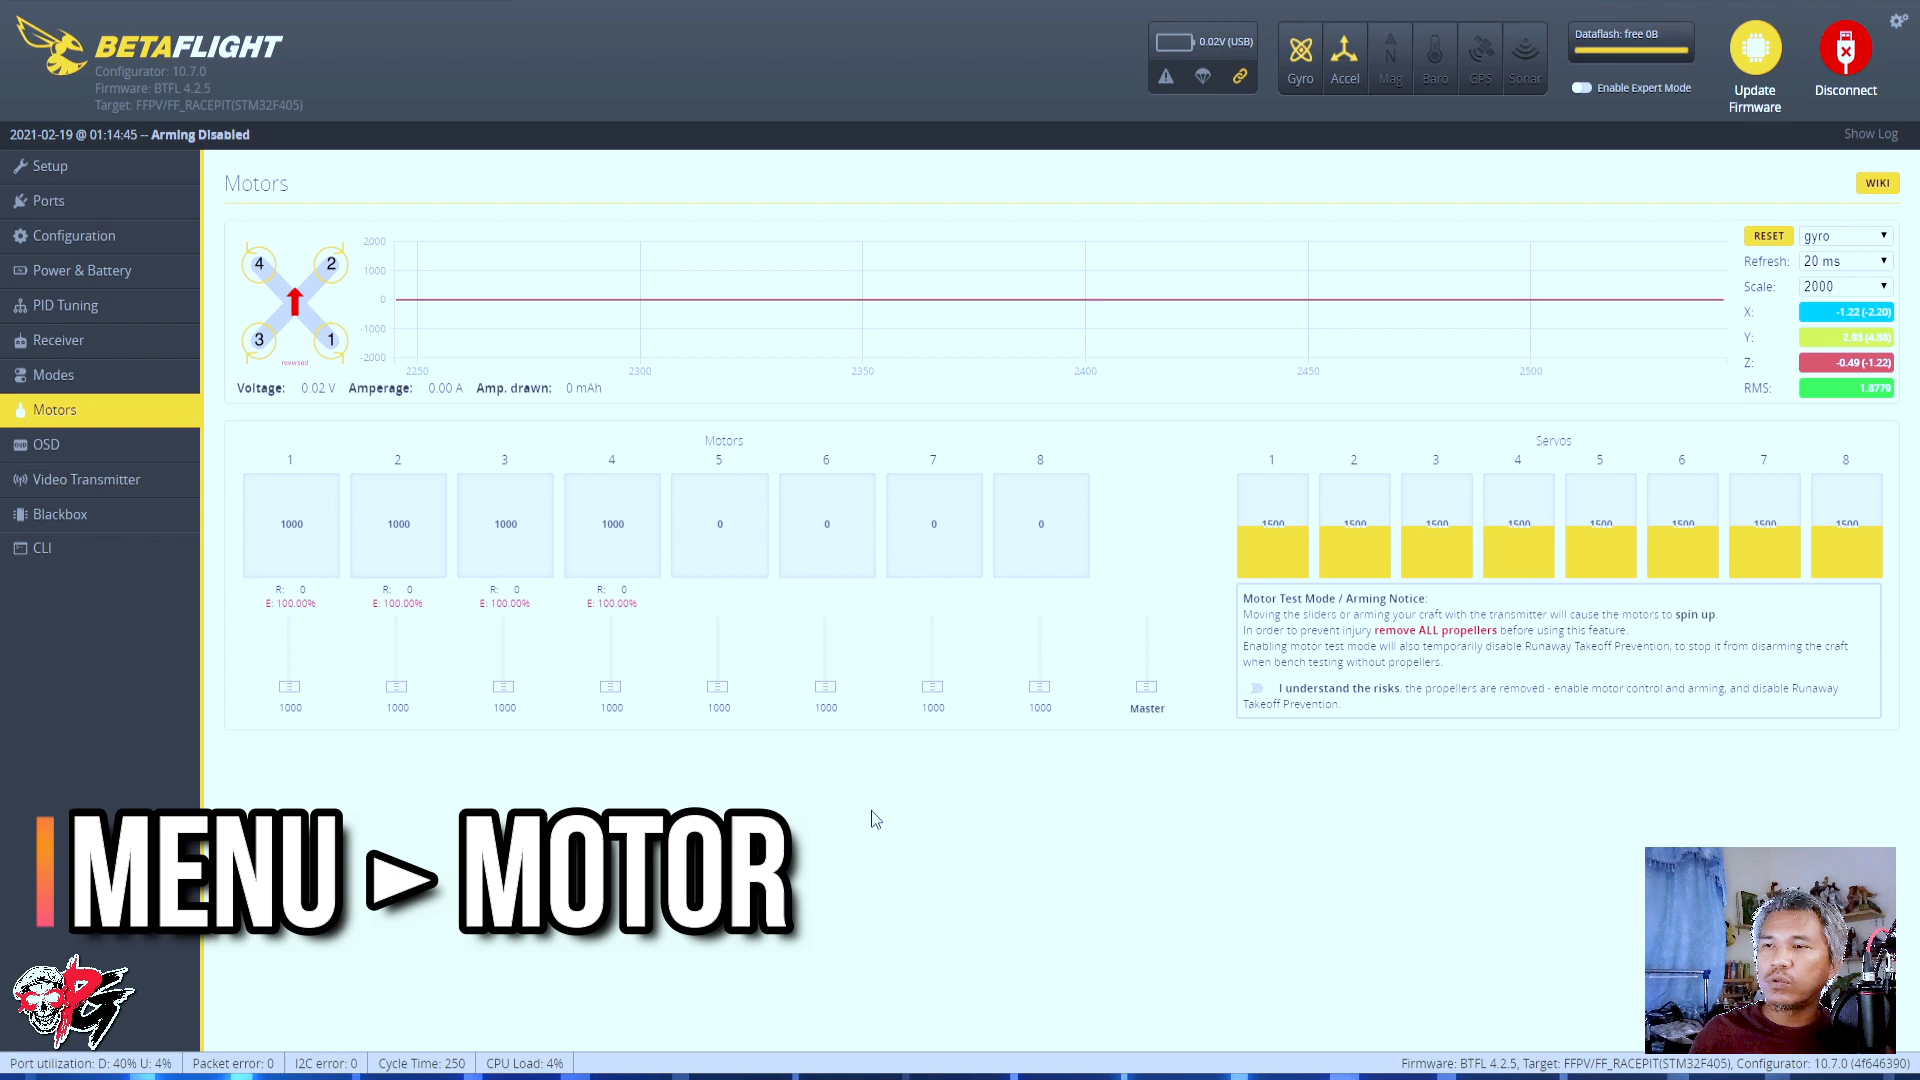 BETAFLIGHT
Configurator: 10.7.0
Firmware: BTFL 4.2.5
Target: FFPV/FF_RACEPIT(STM32F405)
0.02V (USB)
Gyro
Accel
Mag
Baro
GPS
Sonar
Dataflash: free 0B
Enable Expert Mode
Update
Firmware
Disconnect
2021-02-19 @ 01:14:45 -- Arming Disabled
Show Log
Setup
Ports
Configuration
Power & Battery
PID Tuning
Receiver
Modes
Motors
OSD
Video Transmitter
Blackbox
CLI
Motors
WIKI
4 2
3 1
reversed
2000
1000
0
-1000
-2000
2250 2300 2350 2400 2450 2500
Voltage: 0.02 V Amperage: 0.00 A Amp. drawn: 0 mAh
RESET gyro
Refresh: 20 ms
Scale: 2000
X: -1.22 (-2.20)
Y: 2.93 (4.88)
Z: -0.49 (-1.22)
RMS: 1.8779
Motors
1 2 3 4 5 6 7 8
1000 1000 1000 1000 0 0 0 0
R: 0 R: 0 R: 0 R: 0
E: 100.00% E: 100.00% E: 100.00% E: 100.00%
1000 1000 1000 1000 1000 1000 1000 1000 Master
Servos
1 2 3 4 5 6 7 8
1500 1500 1500 1500 1500 1500 1500 1500
Motor Test Mode / Arming Notice:
Moving the sliders or arming your craft with the transmitter will cause the motors to spin up.
In order to prevent injury remove ALL propellers before using this feature.
Enabling motor test mode will also temporarily disable Runaway Takeoff Prevention, to stop it from disarming the craft
when bench testing without propellers.
I understand the risks, the propellers are removed - enable motor control and arming, and disable Runaway
Takeoff Prevention.
MENU ► MOTOR
Port utilization: D: 40% U: 4% Packet error: 0 I2C error: 0 Cycle Time: 250 CPU Load: 4%
Firmware: BTFL 4.2.5, Target: FFPV/FF_RACEPIT(STM32F405), Configurator: 10.7.0 (4f646390)